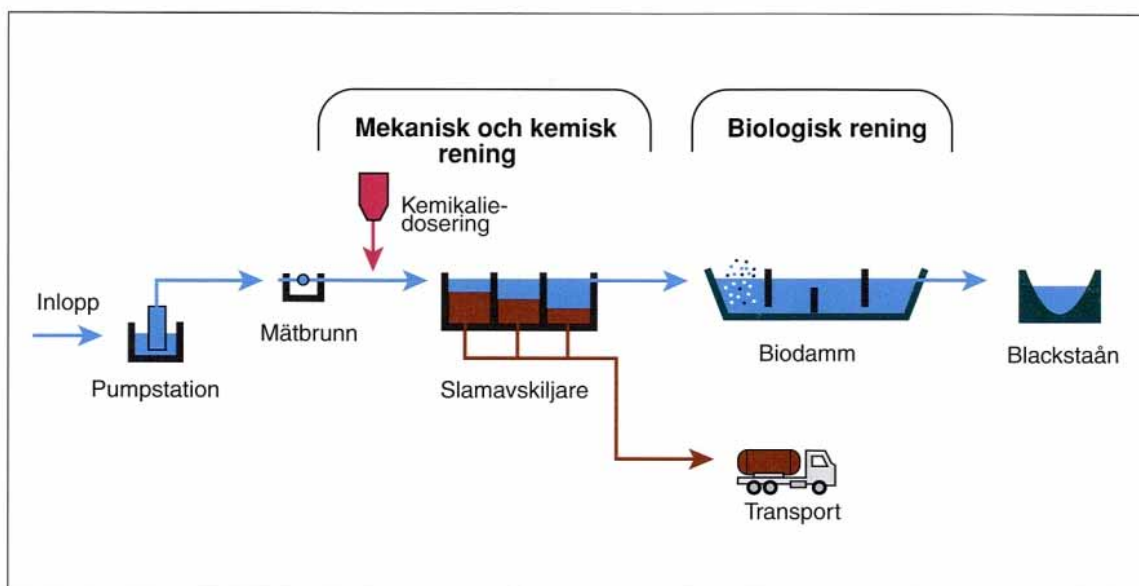 Mekanisk och kemisk
rening
Biologisk rening
Kemikalie-
dosering
Inlopp
Pumpstation
Mätbrunn
Slamavskiljare
Biodamm
Blackstaån
Transport